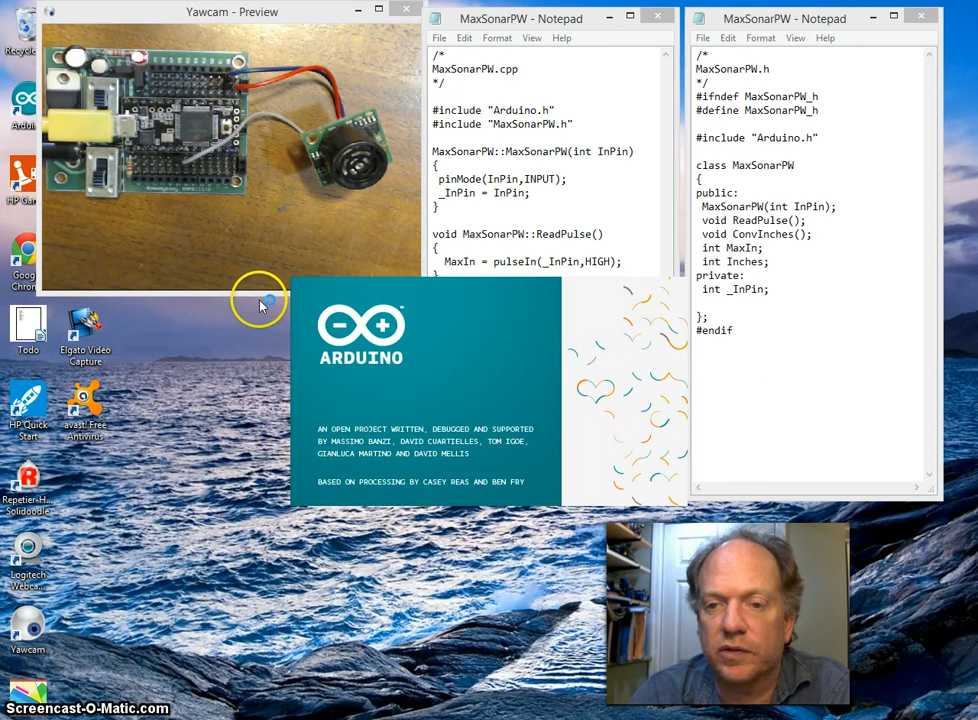 Yawcam - Preview
MaxSonarPW - Notepad
File Edit Format View Help
/*
MaxSonarPW.cpp
*/
#include "Arduino.h"
#include "MaxSonarPW.h"
MaxSonarPW::MaxSonarPW(int InPin)
{
pinMode(InPin,INPUT);
_InPin = InPin;
}
void MaxSonarPW::ReadPulse()
{
MaxIn = pulseIn(_InPin,HIGH);
}
MaxSonarPW - Notepad
File Edit Format View Help
/*
MaxSonarPW.h
*/
#ifndef MaxSonarPW_h
#define MaxSonarPW_h
#include "Arduino.h"
class MaxSonarPW
{
public:
MaxSonarPW(int InPin);
void ReadPulse();
void ConvInches();
int MaxIn;
int Inches;
private:
int _InPin;
};
#endif
ARDUINO
AN OPEN PROJECT WRITTEN, DEBUGGED AND SUPPORTED
BY MASSIMO BANZI, DAVID CUARTIELLES, TOM IGOE,
GIANLUCA MARTINO AND DAVID MELLIS
BASED ON PROCESSING BY CASEY REAS AND BEN FRY
Todo
Elgato Video
Capture
HP Quick
Start
avast! Free
Antivirus
Repetier-H...
Solidoodle
Logitech
Webca...
Yawcam
Screencast-O-Matic.com